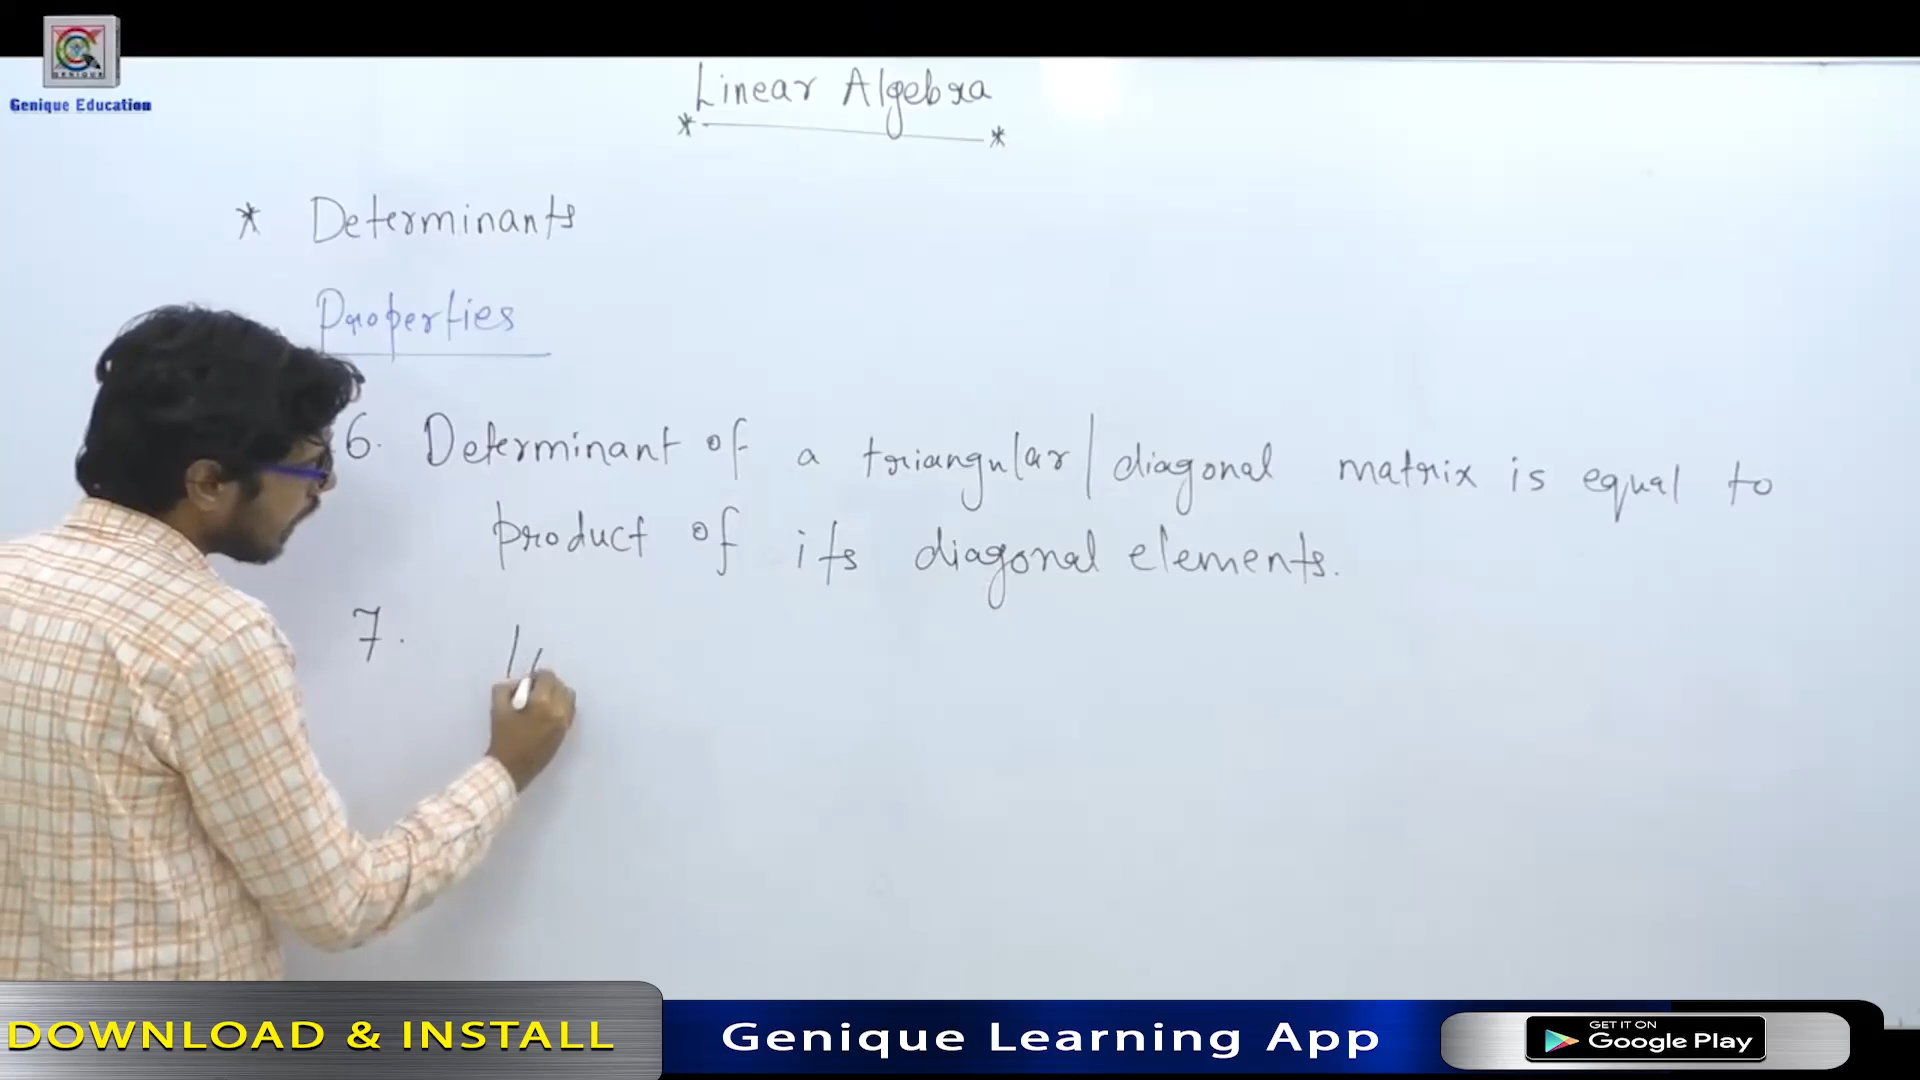 GENIQUE
Genique Education
Linear Algebra
* *
* Determinants
Properties
6. Determinant of a triangular/diagonal matrix is equal to
product of its diagonal elements.
7.
DOWNLOAD & INSTALL
Genique Learning App
GET IT ON
Google Play